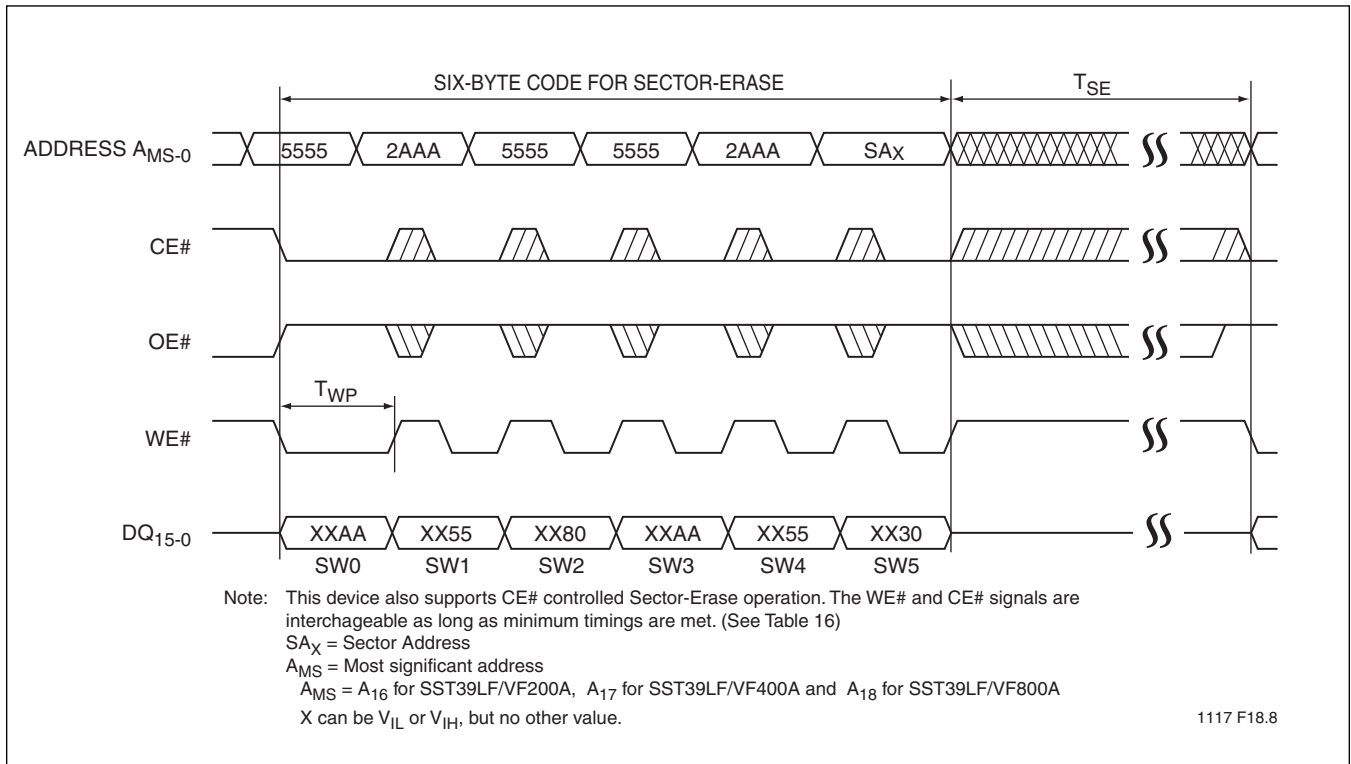 SIX-BYTE CODE FOR SECTOR-ERASE
TSE
ADDRESS AMS-0
5555 2AAA 5555 5555 2AAA SAX
CE#
OE#
TWP
WE#
DQ15-0
XXAA XX55 XX80 XXAA XX55 XX30
SW0 SW1 SW2 SW3 SW4 SW5
Note: This device also supports CE# controlled Sector-Erase operation. The WE# and CE# signals are
interchageable as long as minimum timings are met. (See Table 16)
SAX = Sector Address
AMS = Most significant address
AMS = A16 for SST39LF/VF200A, A17 for SST39LF/VF400A and A18 for SST39LF/VF800A
X can be VIL or VIH, but no other value.
1117 F18.8